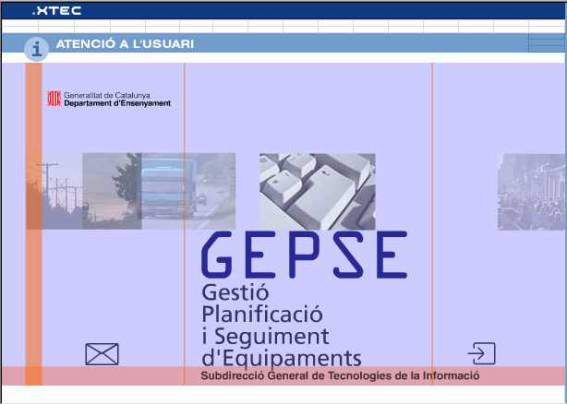 .XTEC
i ATENCIÓ A L'USUARI
Generalitat de Catalunya
Departament d'Ensenyament
GEPSE
Gestió
Planificació
i Seguiment
d'Equipaments
Subdirecció General de Tecnologies de la Informació